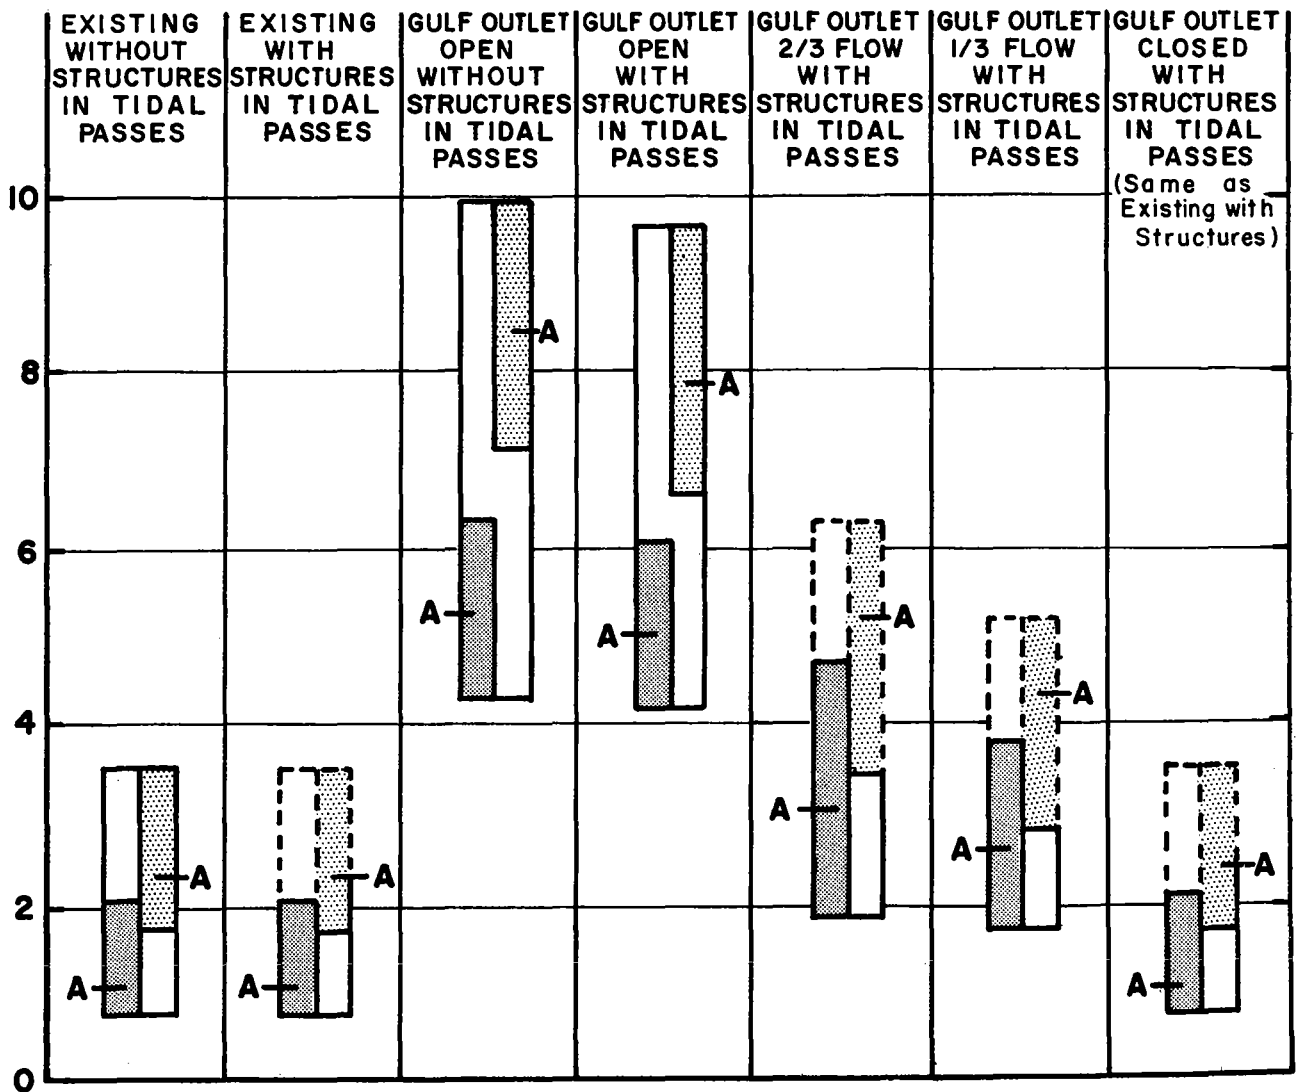 EXISTING
WITHOUT
STRUCTURES
IN TIDAL
PASSES
EXISTING
WITH
STRUCTURES
IN TIDAL
PASSES
GULF OUTLET
OPEN
WITHOUT
STRUCTURES
IN TIDAL
PASSES
GULF OUTLET
OPEN
WITH
STRUCTURES
IN TIDAL
PASSES
GULF OUTLET
2/3 FLOW
WITH
STRUCTURES
IN TIDAL
PASSES
GULF OUTLET
1/3 FLOW
WITH
STRUCTURES
IN TIDAL
PASSES
GULF OUTLET
CLOSED
WITH
STRUCTURES
IN TIDAL
PASSES
(Same as
Existing with
Structures)
10
8
6
4
2
0
A
A
A
A
A
A
A
A
A
A
A
A
A
A